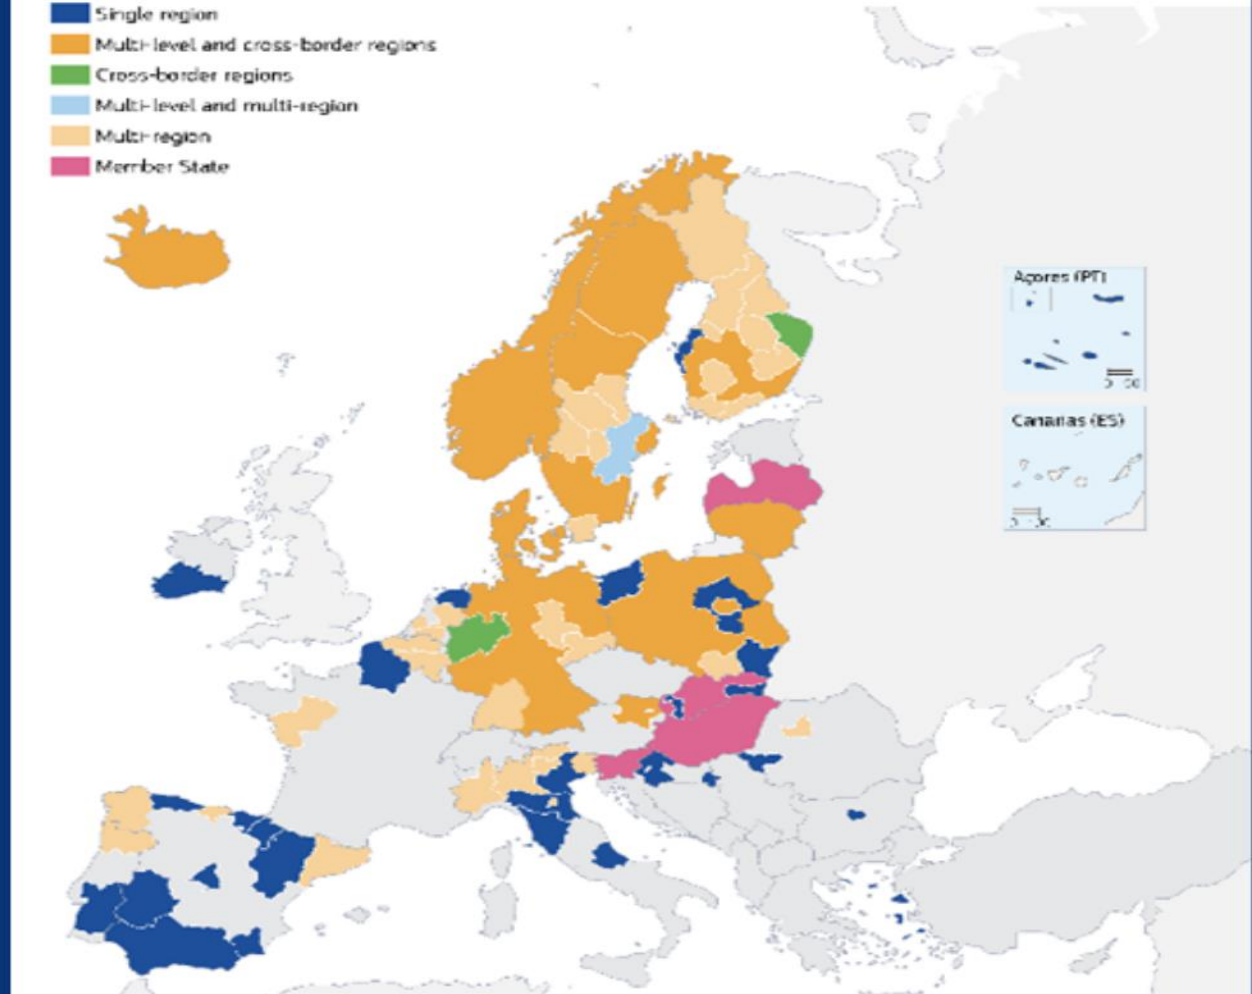 Single region
Multi-level and cross-border regions
Cross-border regions
Multi-level and multi-region
Multi-region
Member State
Açores (PT)
Canarias (ES)